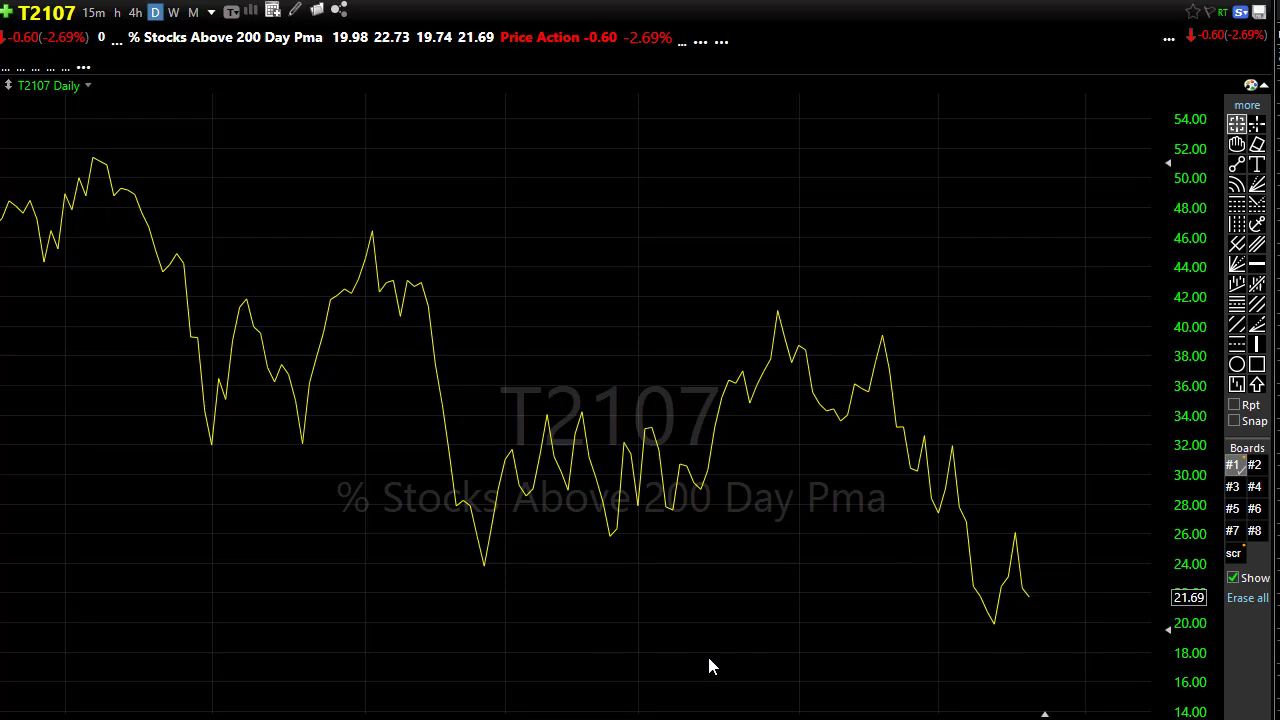 T2107 15m h 4h D W M T RT S
-0.60(-2.69%) 0 ... % Stocks Above 200 Day Pma 19.98 22.73 19.74 21.69 Price Action -0.60 -2.69% ... ... ... ... -0.60(-2.69%)
... ... ... ... ... ...
T2107 Daily
more
54.00
52.00
50.00
48.00
46.00
44.00
42.00
40.00
38.00
36.00
34.00
32.00
30.00
28.00
26.00
24.00
21.69
20.00
18.00
16.00
14.00
T2107
% Stocks Above 200 Day Pma
T
Rpt
Snap
Boards
#1 #2
#3 #4
#5 #6
#7 #8
scr
Show
Erase all